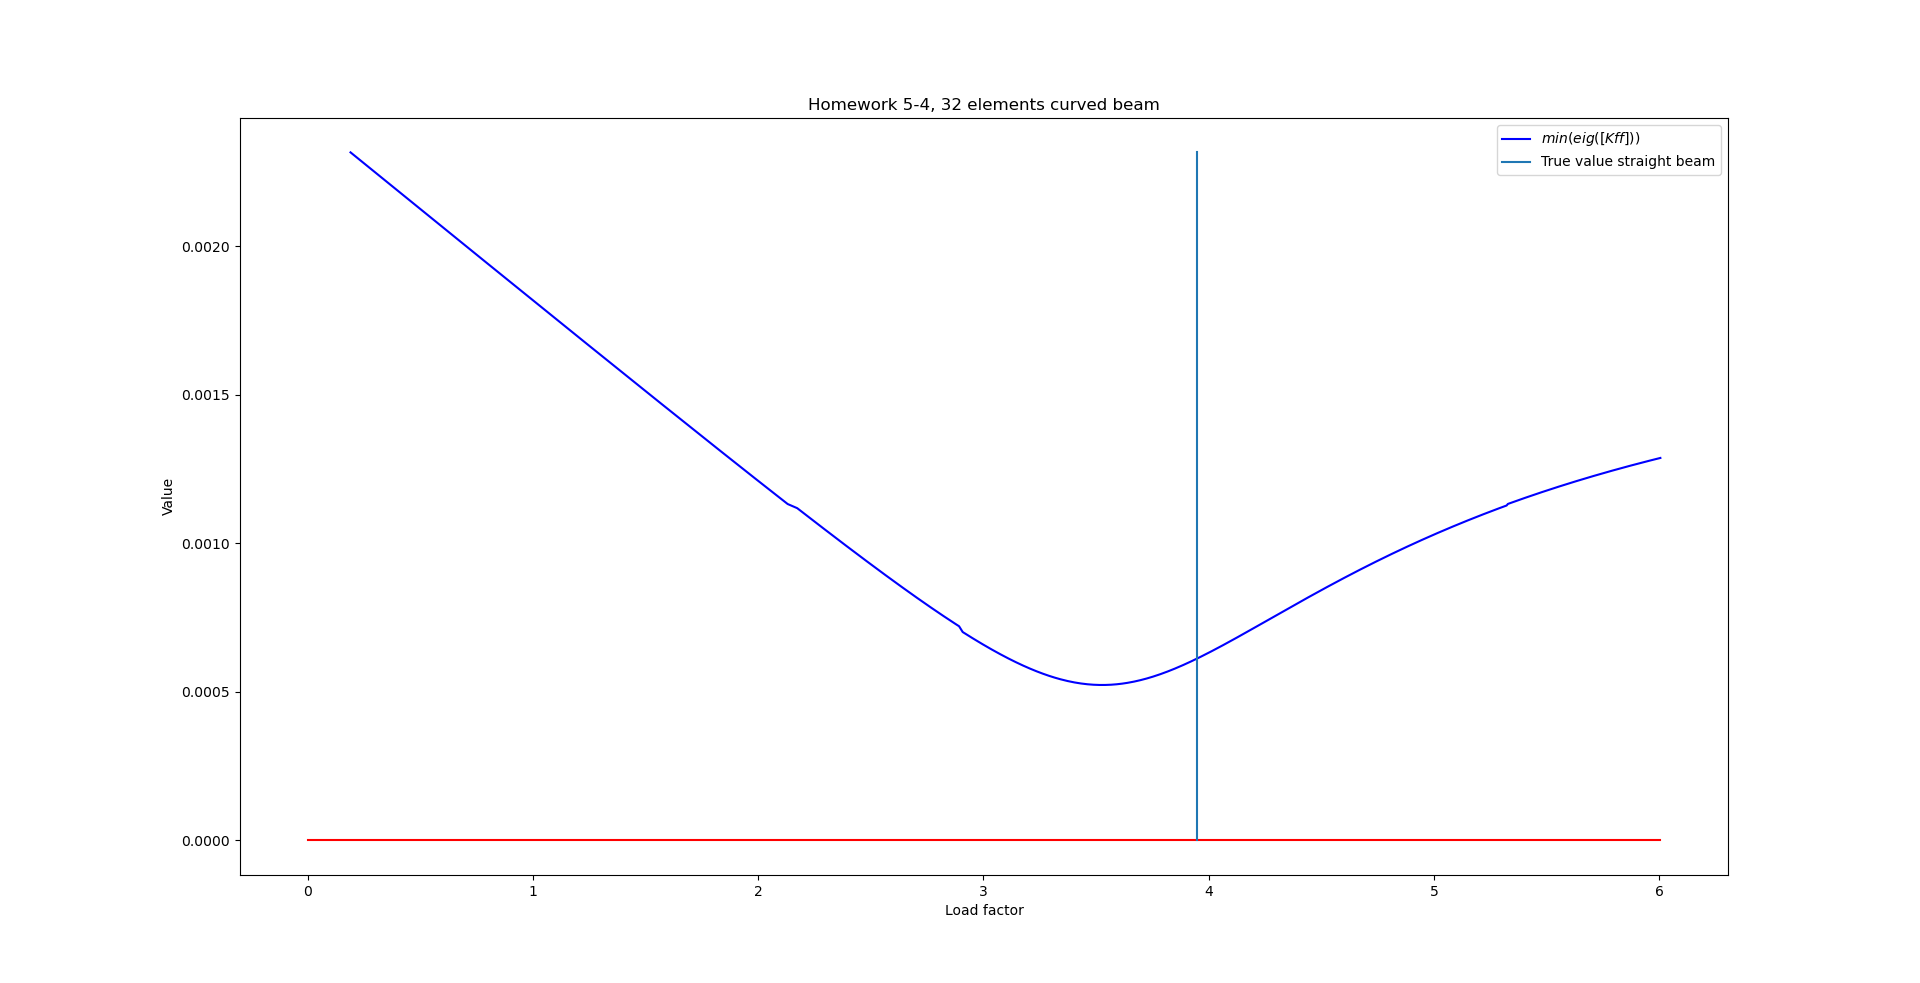 Homework 5-4, 32 elements curved beam
min(eig([Kff]))
True value straight beam
Value
0.0020
0.0015
0.0010
0.0005
0.0000
0 1 2 3 4 5 6
Load factor